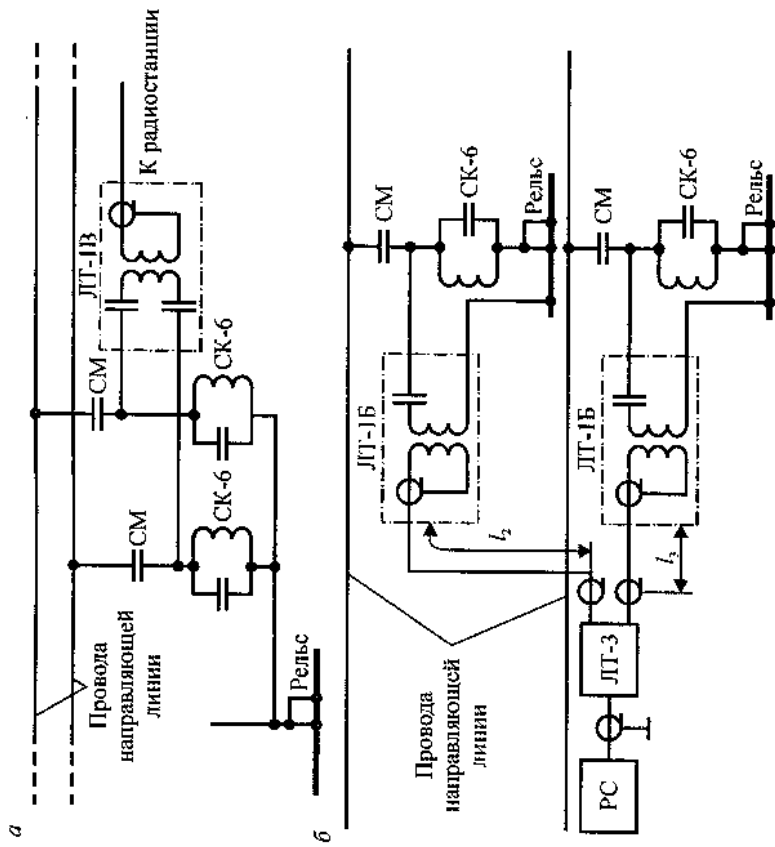 а
Провода
направляющей
линии
СМ
СМ
СК-6
СК-6
ЛТ-1В
К радиостанции
Рельс
б
Провода
направляющей
линии
ЛТ-1Б
СМ
СК-6
Рельс
l₂
РС
ЛТ-3
l₃
ЛТ-1Б
СМ
СК-6
Рельс